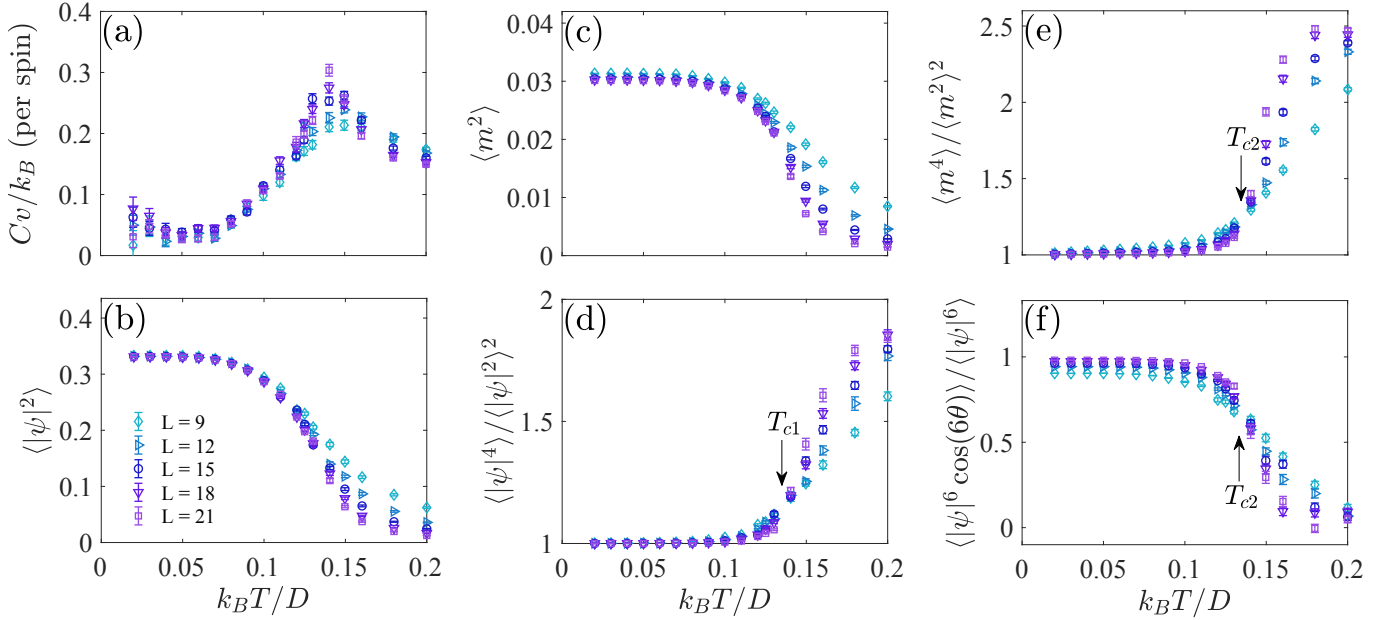 (a)
Cv/k_B (per spin)
0.4
0.3
0.2
0.1
0
(b)
⟨|ψ|²⟩
0.4
0.3
0.2
0.1
0
L = 9
L = 12
L = 15
L = 18
L = 21
0 0.05 0.1 0.15 0.2
k_BT/D
(c)
⟨m²⟩
0.04
0.03
0.02
0.01
0
(d)
⟨|ψ|⁴⟩/⟨|ψ|²⟩²
2
1.5
1
T_c1
0 0.05 0.1 0.15 0.2
k_BT/D
(e)
⟨m⁴⟩/⟨m²⟩²
2.5
2
1.5
1
T_c2
(f)
⟨|ψ|⁶ cos(6θ)⟩/⟨|ψ|⁶⟩
1
0.5
0
T_c2
0 0.05 0.1 0.15 0.2
k_BT/D